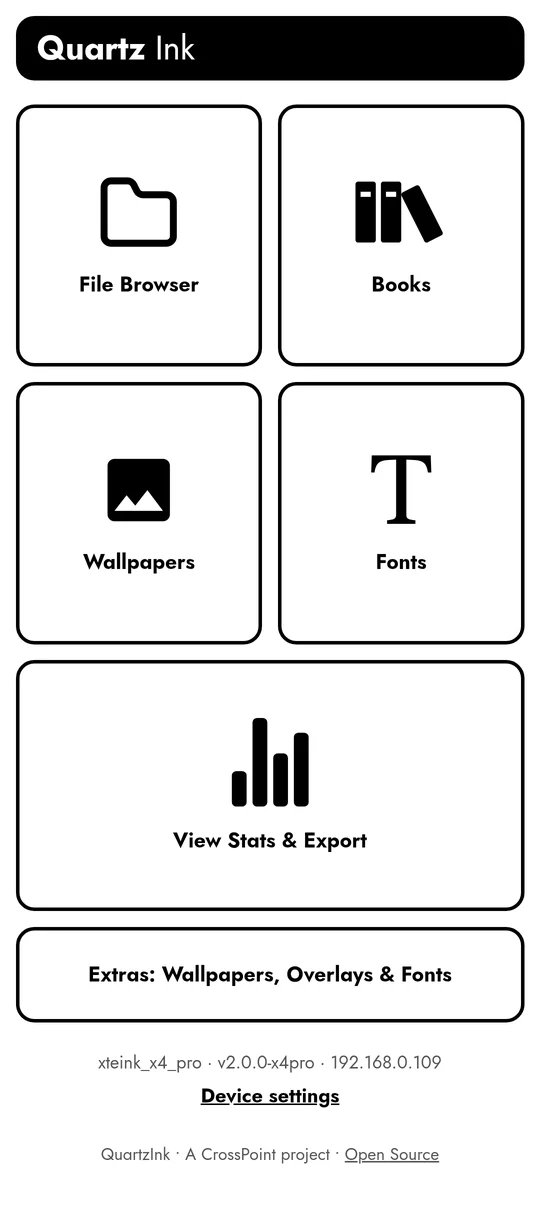 Quartz Ink
File Browser
Books
Wallpapers
Fonts
View Stats & Export
Extras: Wallpapers, Overlays & Fonts
xteink_x4_pro · v2.0.0-x4pro · 192.168.0.109
Device settings
QuartzInk · A CrossPoint project · Open Source